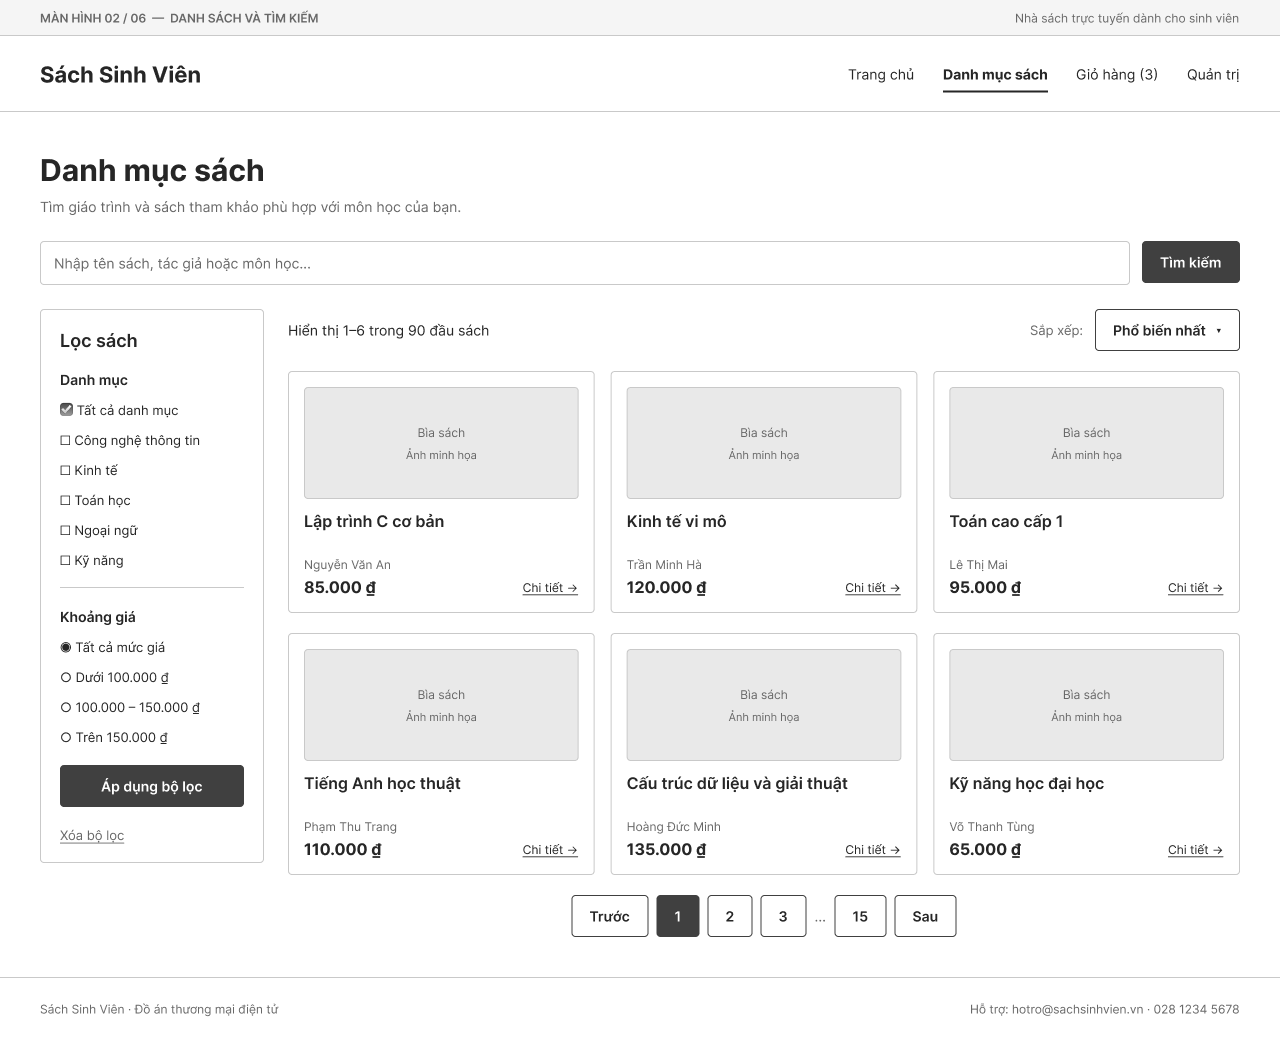 MÀN HÌNH 02 / 06 — DANH SÁCH VÀ TÌM KIẾM
Nhà sách trực tuyến dành cho sinh viên
Sách Sinh Viên
Trang chủ
Danh mục sách
Giỏ hàng (3)
Quản trị
Danh mục sách
Tìm giáo trình và sách tham khảo phù hợp với môn học của bạn.
Nhập tên sách, tác giả hoặc môn học...
Tìm kiếm
Lọc sách
Danh mục
☑ Tất cả danh mục
☐ Công nghệ thông tin
☐ Kinh tế
☐ Toán học
☐ Ngoại ngữ
☐ Kỹ năng
Khoảng giá
◉ Tất cả mức giá
○ Dưới 100.000 ₫
○ 100.000 – 150.000 ₫
○ Trên 150.000 ₫
Áp dụng bộ lọc
Xóa bộ lọc
Hiển thị 1–6 trong 90 đầu sách
Sắp xếp:
Phổ biến nhất ▾
Bìa sách
Ảnh minh họa
Lập trình C cơ bản
Nguyễn Văn An
85.000 ₫
Chi tiết →
Bìa sách
Ảnh minh họa
Kinh tế vi mô
Trần Minh Hà
120.000 ₫
Chi tiết →
Bìa sách
Ảnh minh họa
Toán cao cấp 1
Lê Thị Mai
95.000 ₫
Chi tiết →
Bìa sách
Ảnh minh họa
Tiếng Anh học thuật
Phạm Thu Trang
110.000 ₫
Chi tiết →
Bìa sách
Ảnh minh họa
Cấu trúc dữ liệu và giải thuật
Hoàng Đức Minh
135.000 ₫
Chi tiết →
Bìa sách
Ảnh minh họa
Kỹ năng học đại học
Võ Thanh Tùng
65.000 ₫
Chi tiết →
Trước
1
2
3
...
15
Sau
Sách Sinh Viên · Đồ án thương mại điện tử
Hỗ trợ: hotro@sachsinhvien.vn · 028 1234 5678